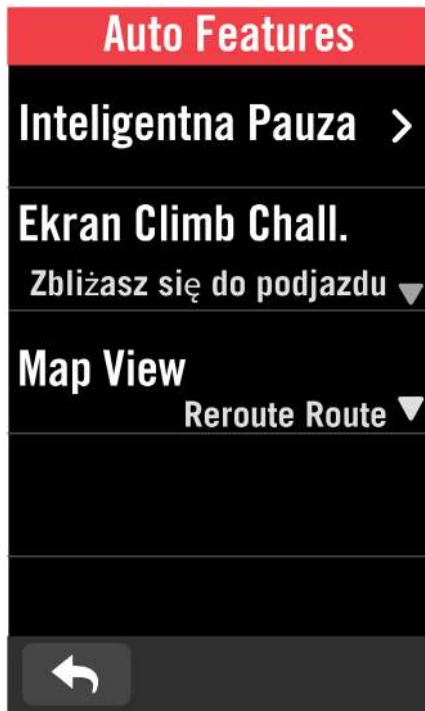 Auto Features
Inteligentna Pauza
Ekran Climb Chall.
Zbliżasz się do podjazdu
Map View
Reroute Route